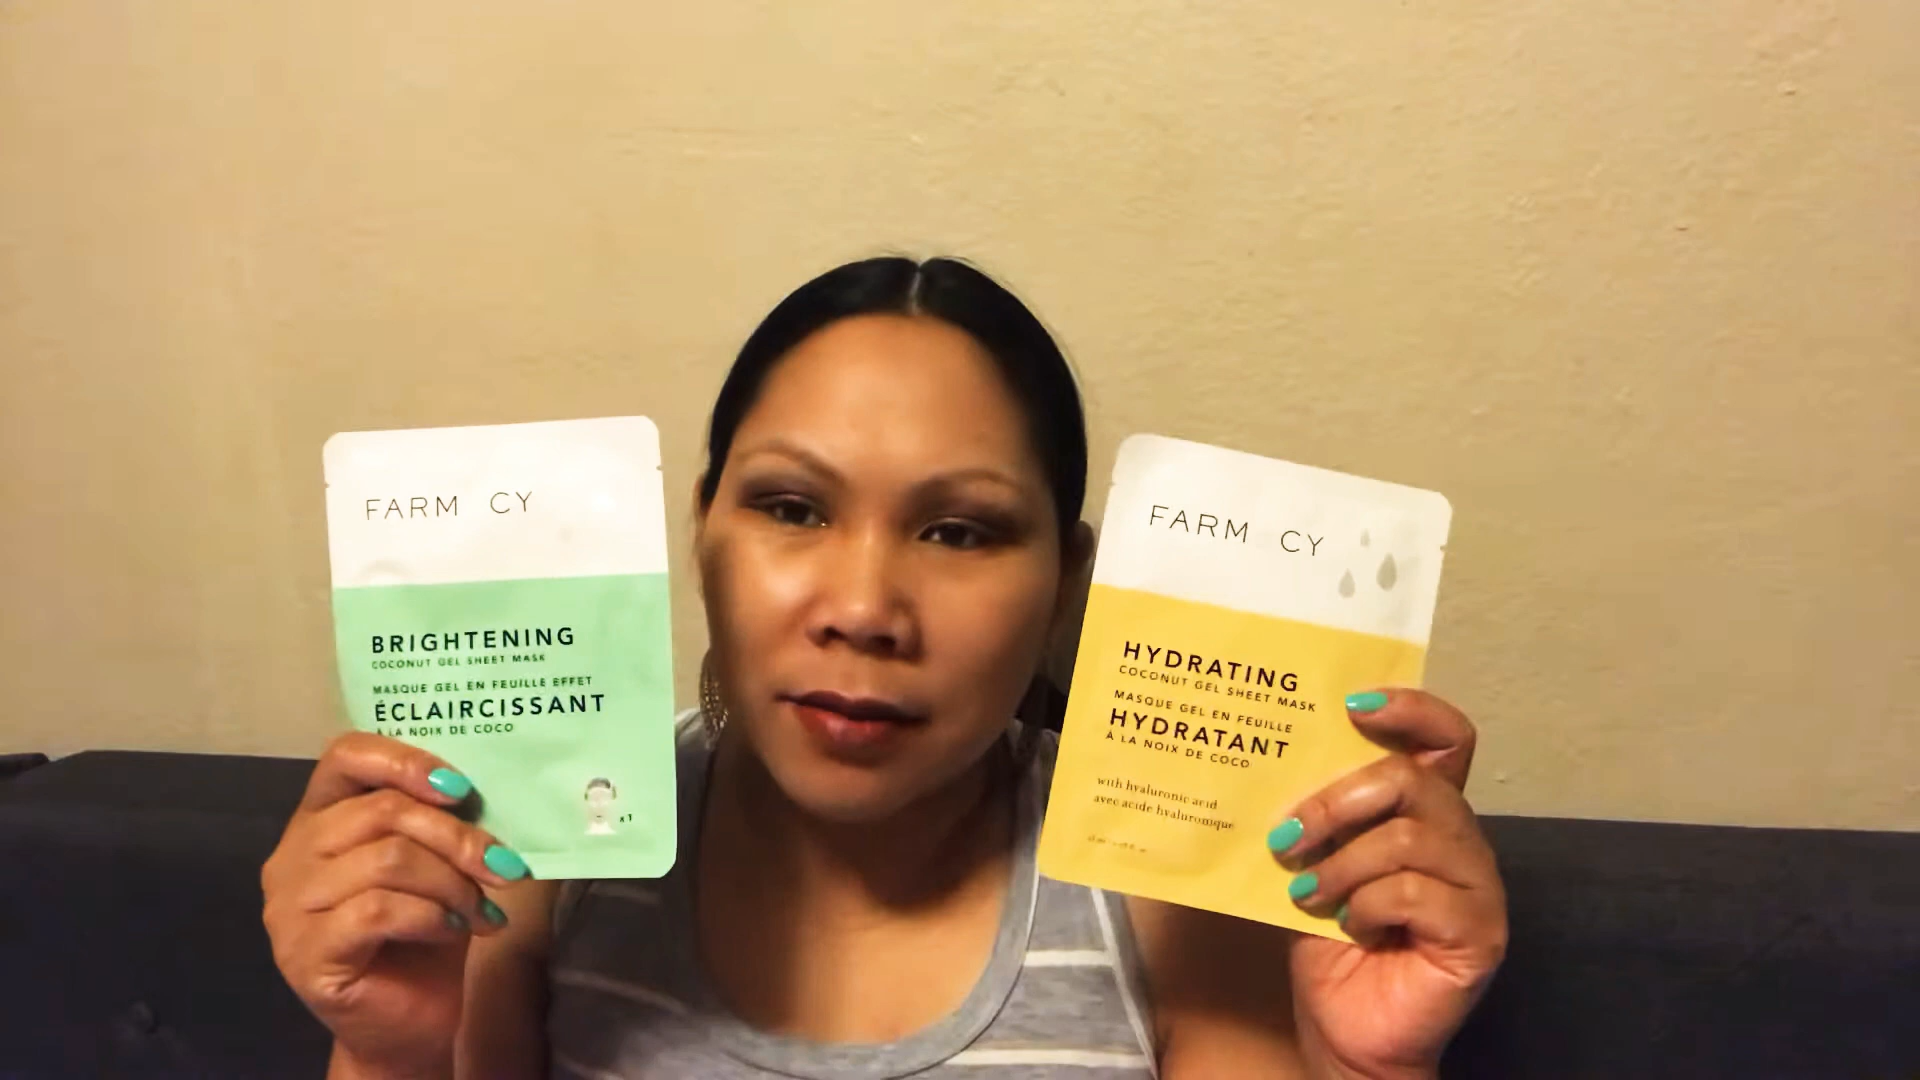 FARM CY
BRIGHTENING
COCONUT GEL SHEET MASK
MASQUE GEL EN FEUILLE EFFET
ÉCLAIRCISSANT
À LA NOIX DE COCO
x1
FARM CY
HYDRATING
COCONUT GEL SHEET MASK
MASQUE GEL EN FEUILLE
HYDRATANT
À LA NOIX DE COCO
with hyaluronic acid
avec acide hyaluronique